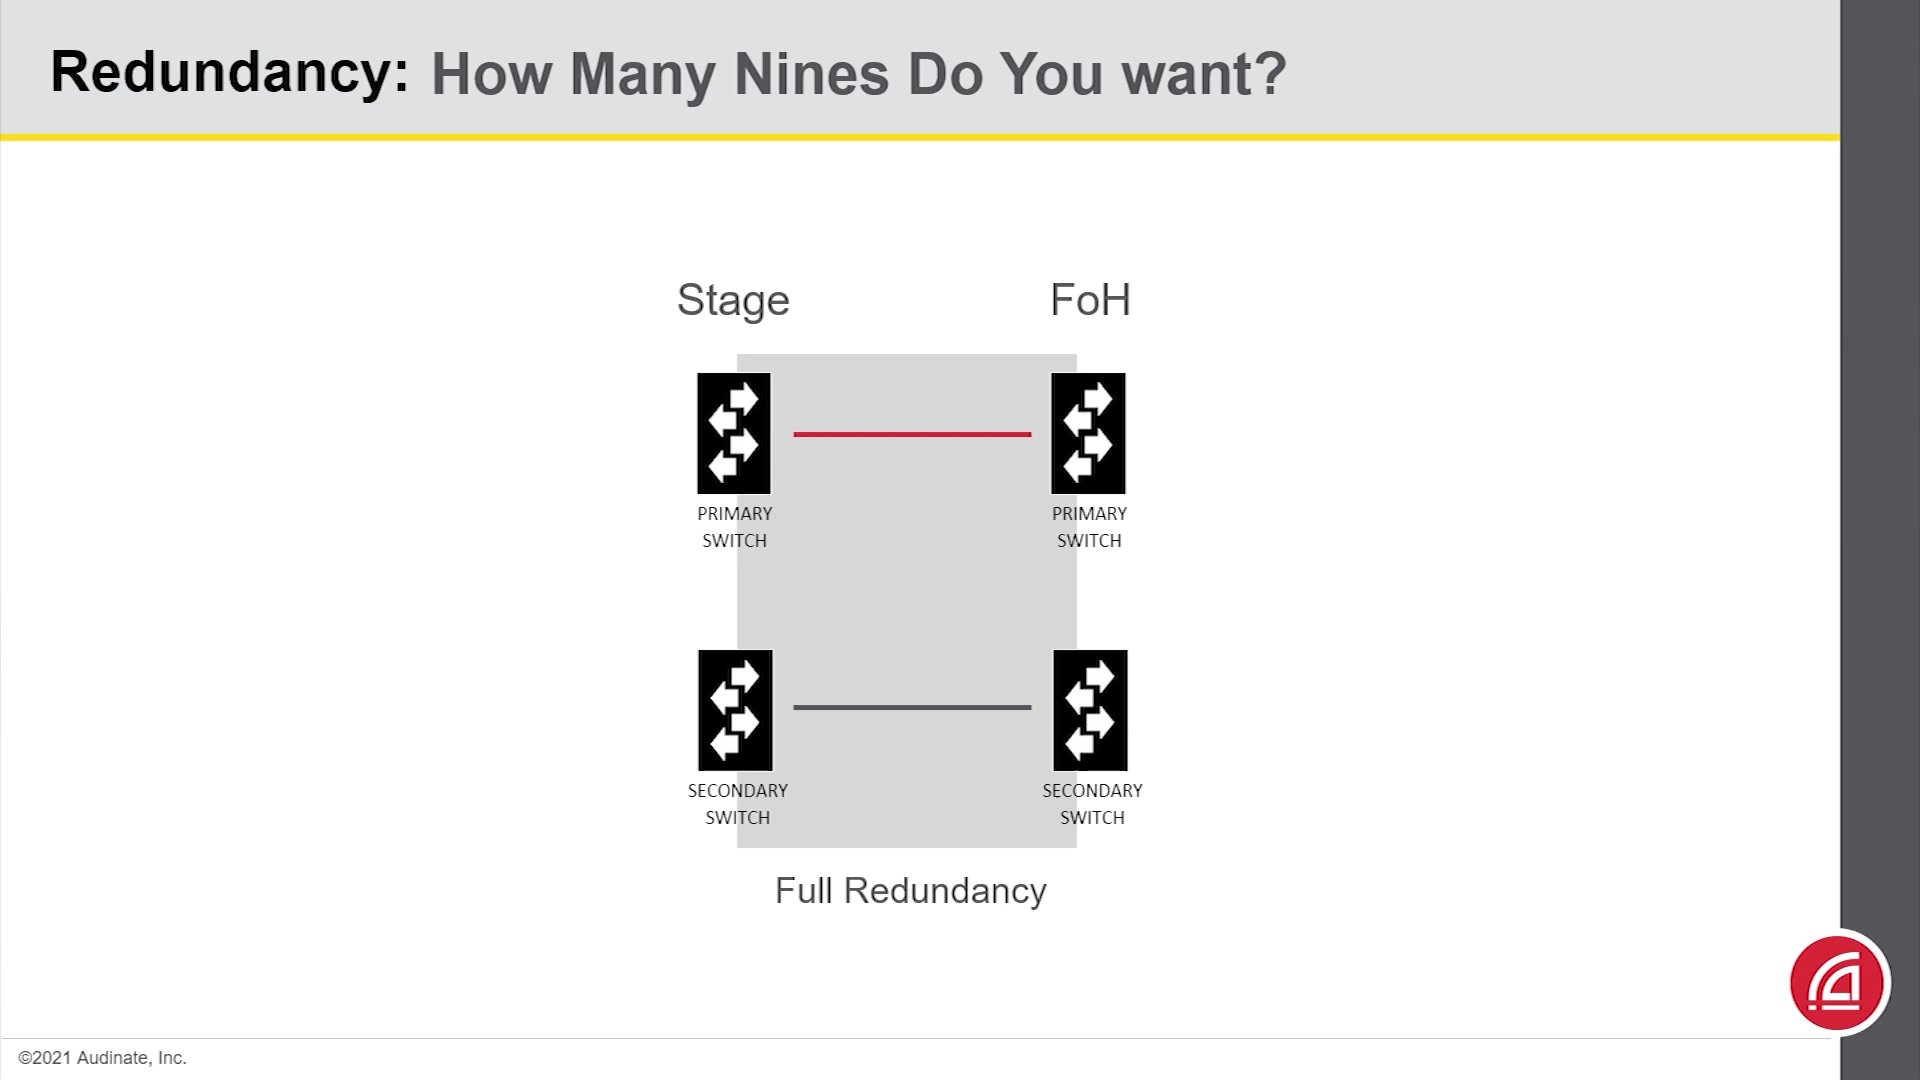 Redundancy: How Many Nines Do You want?
Stage
FoH
PRIMARY
SWITCH
PRIMARY
SWITCH
SECONDARY
SWITCH
SECONDARY
SWITCH
Full Redundancy
©2021 Audinate, Inc.